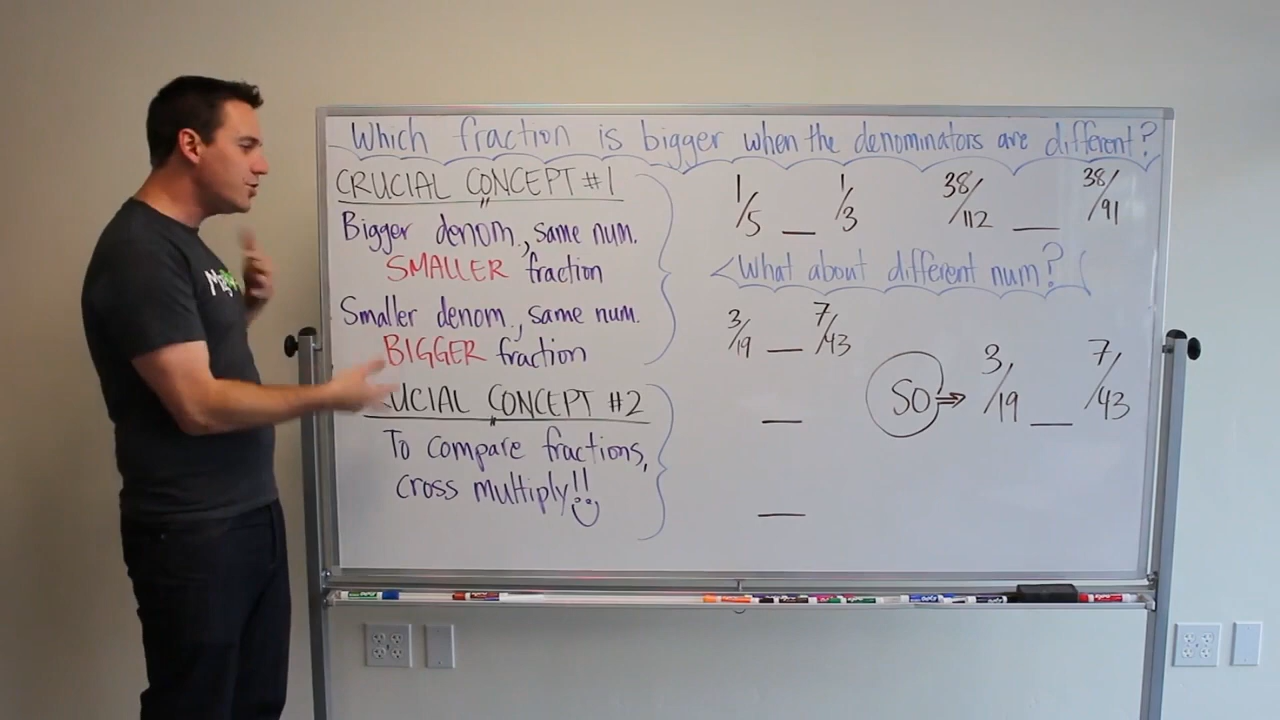 Which fraction is bigger when the denominators are different?
CRUCIAL CONCEPT #1
Bigger denom., same num.
SMALLER fraction
Smaller denom., same num.
BIGGER fraction
CRUCIAL CONCEPT #2
To compare fractions,
cross multiply!!
1/5 __ 1/3
38/112 __ 38/91
What about different num?
3/19 __ 7/43
__
__
SO ⇒ 3/19 __ 7/43